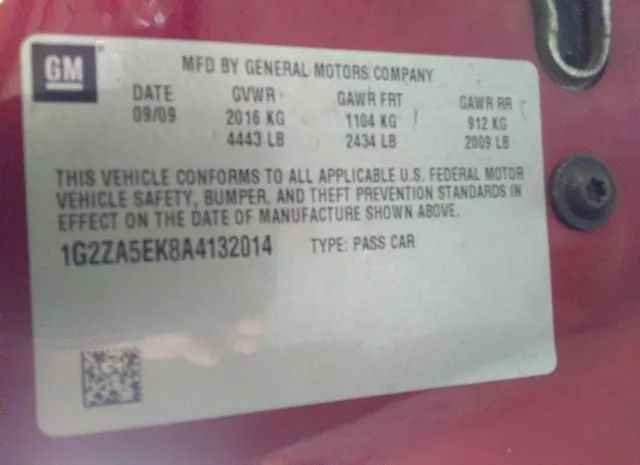 GM
MFD BY GENERAL MOTORS COMPANY
DATE GVWR GAWR FRT GAWR RR
09/09 2016 KG 1104 KG 912 KG
4443 LB 2434 LB 2009 LB
THIS VEHICLE CONFORMS TO ALL APPLICABLE U.S. FEDERAL MOTOR
VEHICLE SAFETY, BUMPER, AND THEFT PREVENTION STANDARDS IN
EFFECT ON THE DATE OF MANUFACTURE SHOWN ABOVE.
1G2ZA5EK8A4132014 TYPE: PASS CAR